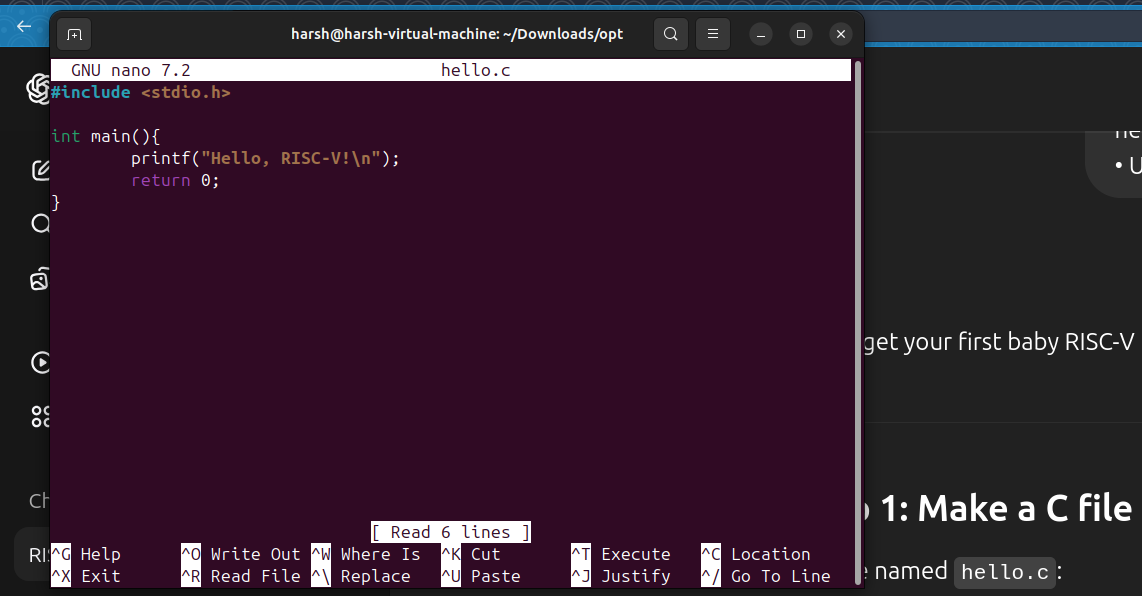 harsh@harsh-virtual-machine: ~/Downloads/opt
GNU nano 7.2 hello.c
#include <stdio.h>
int main(){
printf("Hello, RISC-V!\n");
return 0;
}
[ Read 6 lines ]
^G Help ^O Write Out ^W Where Is ^K Cut ^T Execute ^C Location
^X Exit ^R Read File ^\ Replace ^U Paste ^J Justify ^/ Go To Line
• U
get your first baby RISC-V
1: Make a C file
named hello.c:
Ch
RI